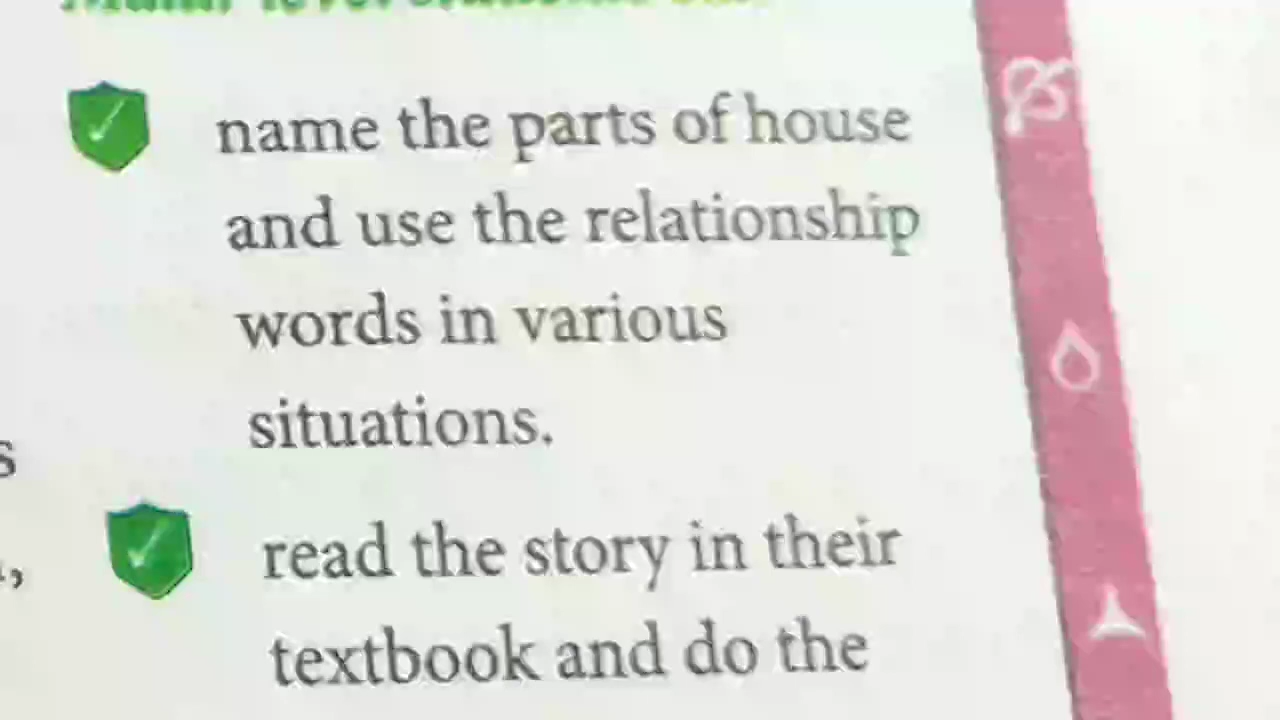 name the parts of house
and use the relationship
words in various
situations.
read the story in their
textbook and do the